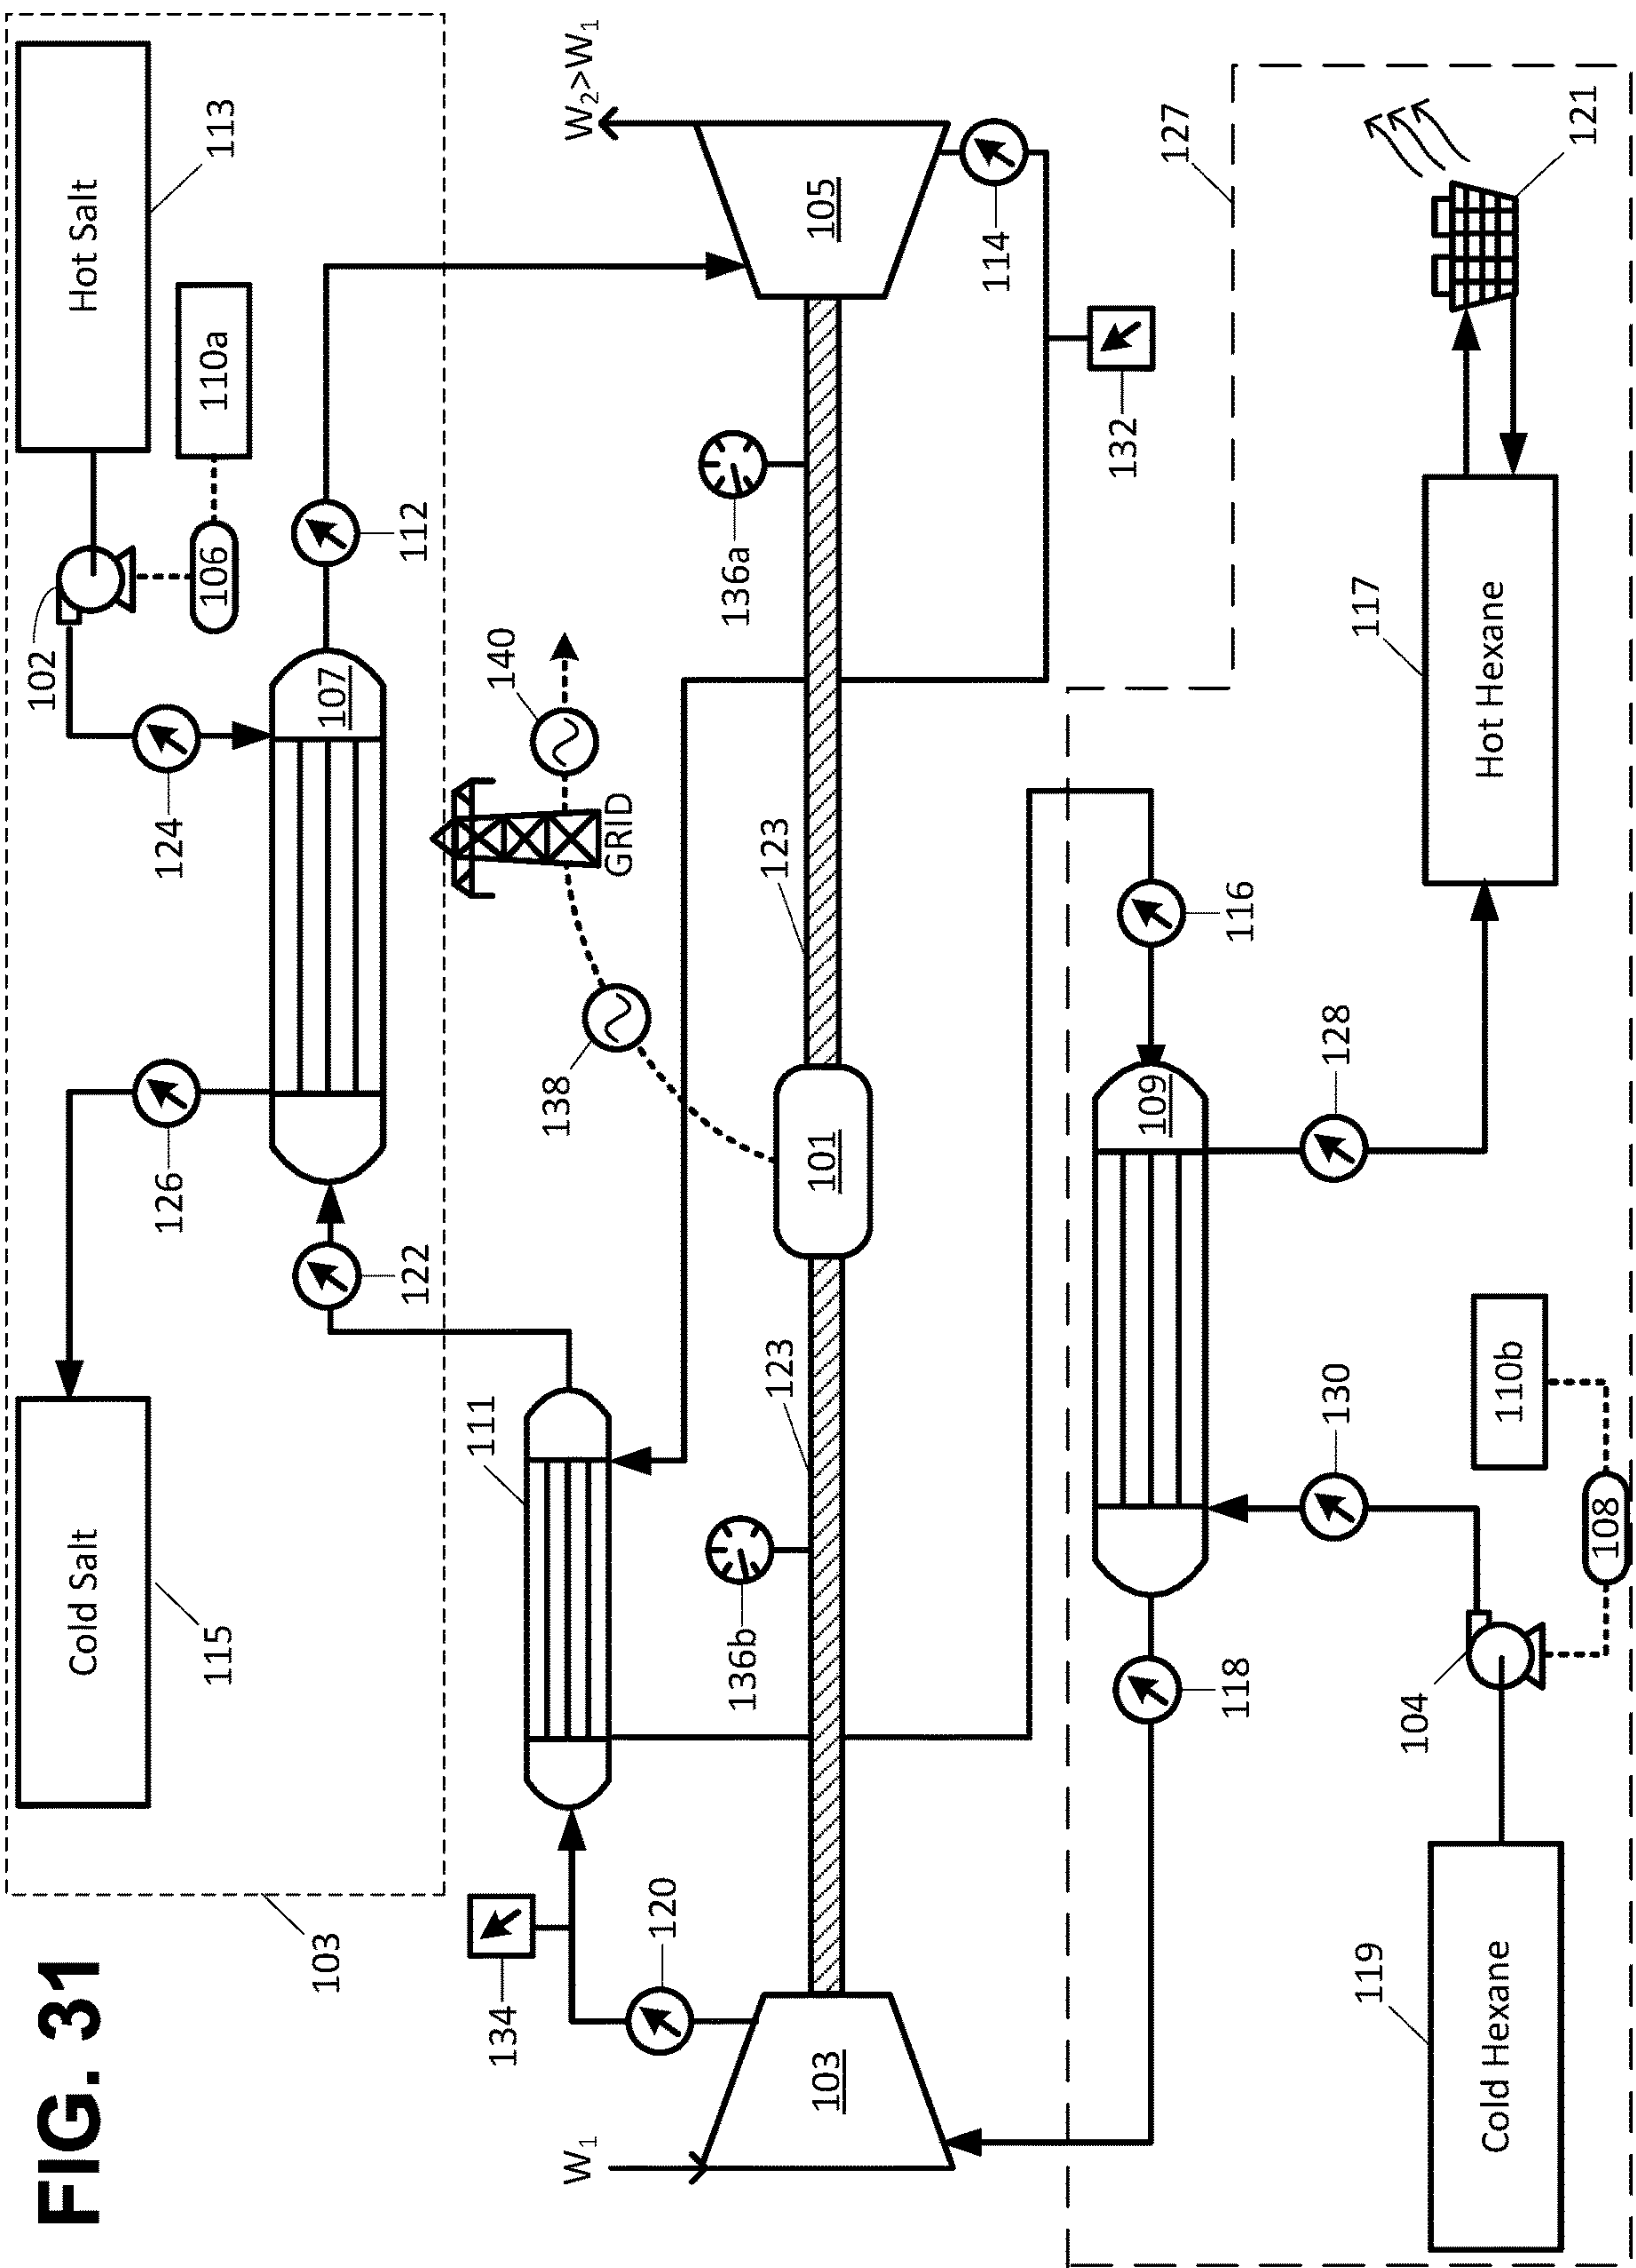 FIG. 31
103
Cold Salt
115
Hot Salt
113
126
124
102
106
110a
107
112
122
111
134
120
W1
103
136b
123
101
138
GRID
140
123
136a
105
W2>W1
114
132
127
116
109
128
118
130
110b
108
104
119
Cold Hexane
117
Hot Hexane
121